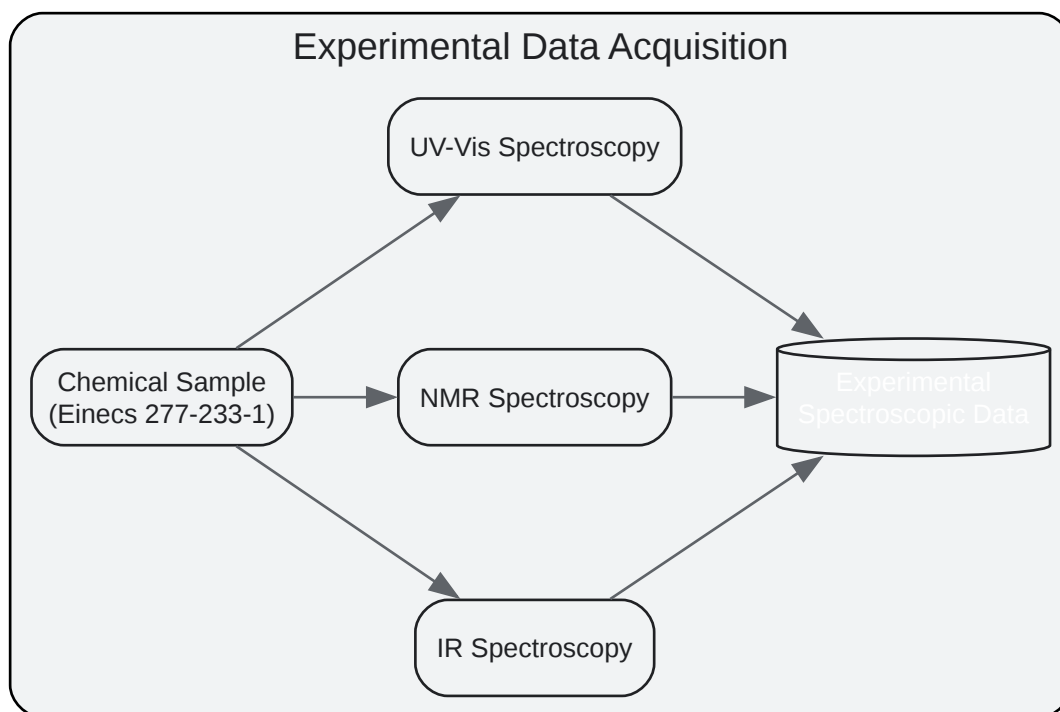 Experimental Data Acquisition
UV-Vis Spectroscopy
Chemical Sample
(Einecs 277-233-1)
NMR Spectroscopy
Experimental
Spectroscopic Data
IR Spectroscopy